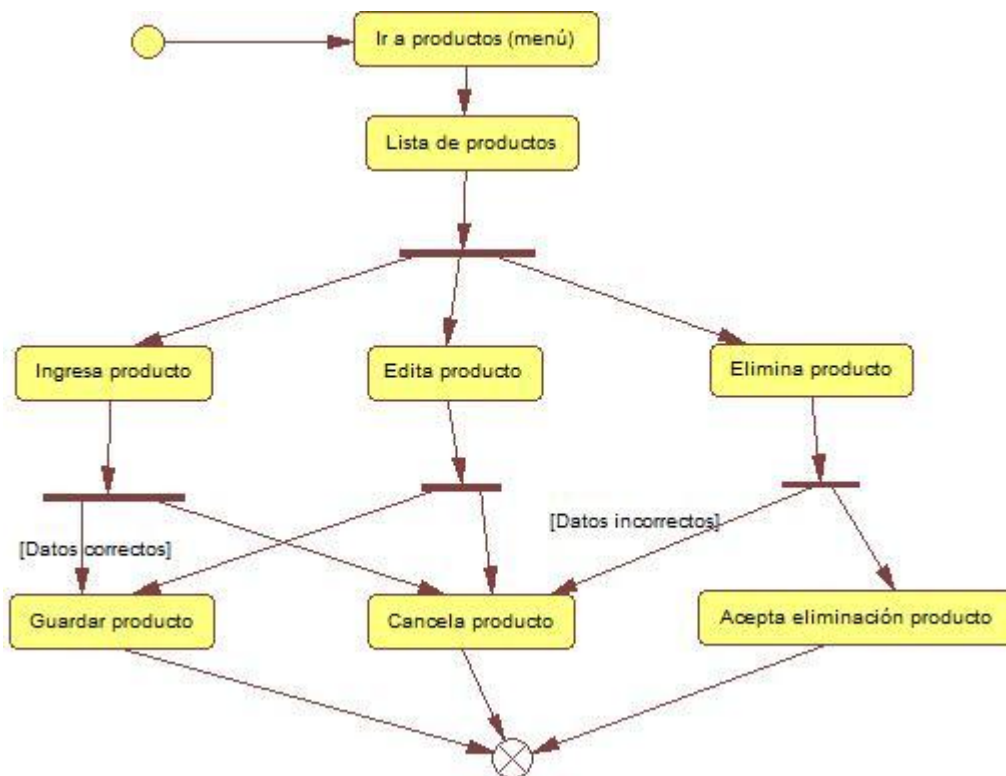 Ir a productos (menú)
Lista de productos
Ingresa producto
Edita producto
Elimina producto
[Datos incorrectos]
[Datos correctos]
Guardar producto
Cancela producto
Acepta eliminación producto